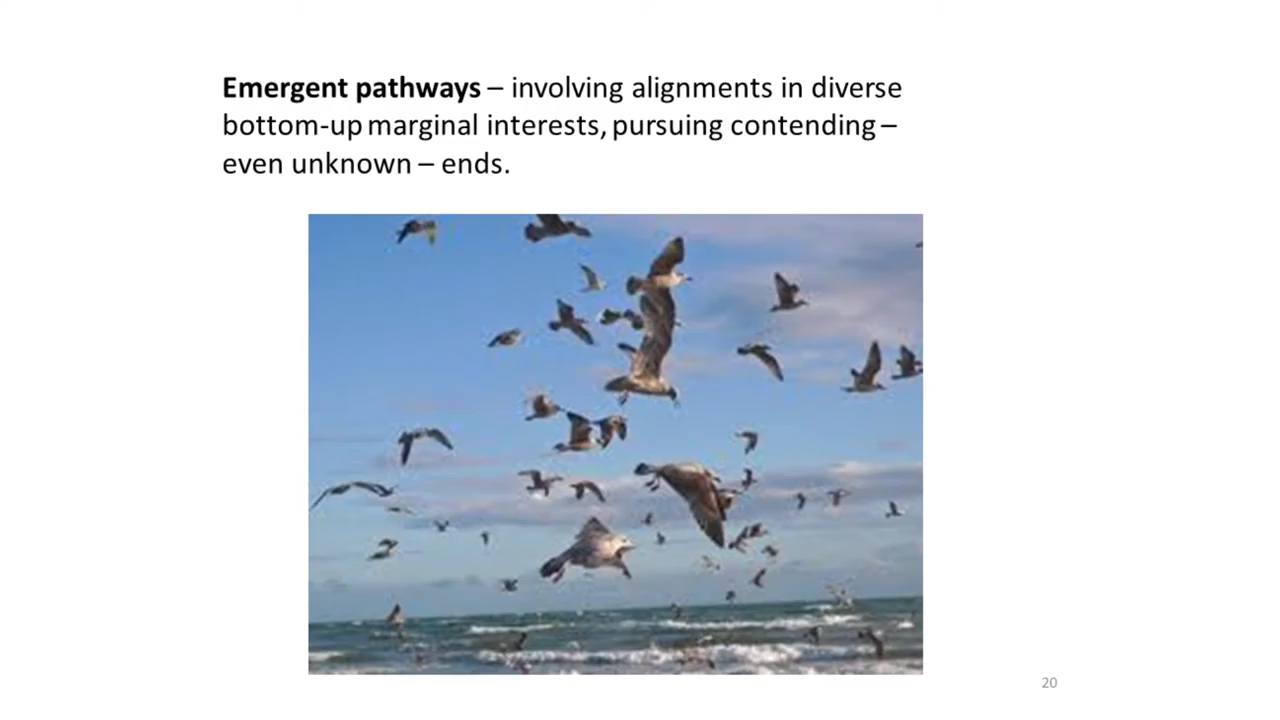 Emergent pathways – involving alignments in diverse
bottom-up marginal interests, pursuing contending –
even unknown – ends.
20